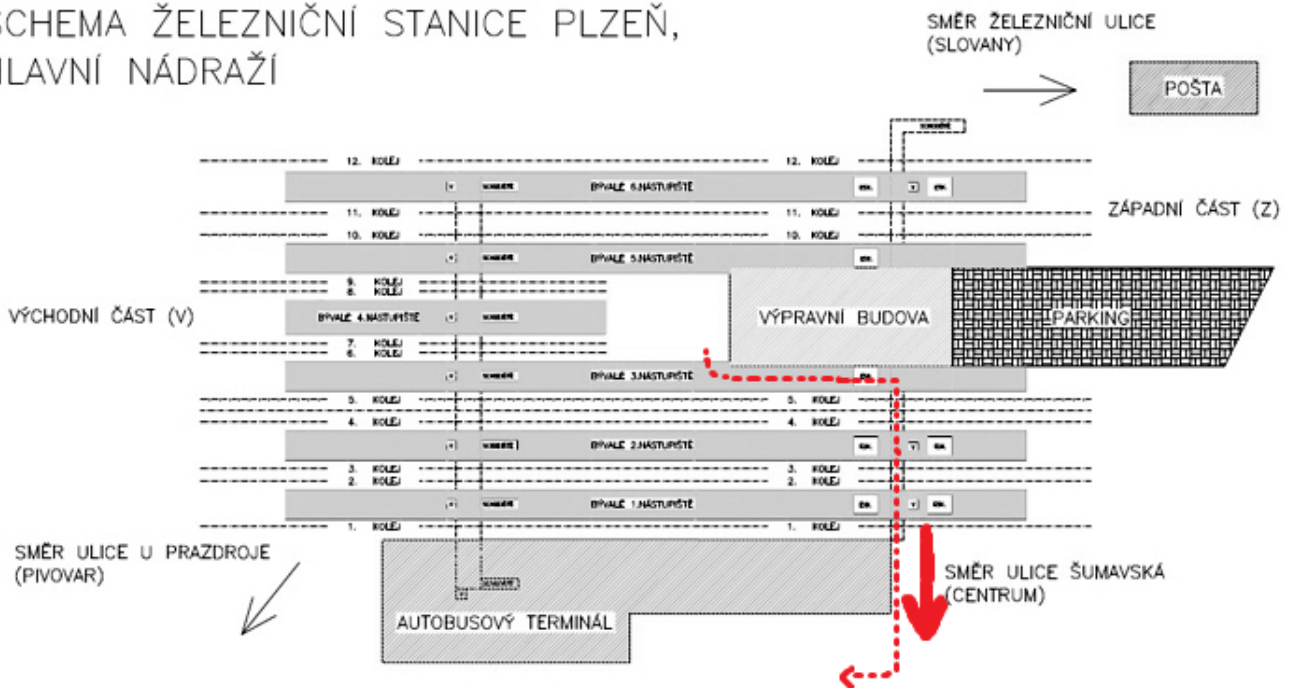 SCHEMA ŽELEZNIČNÍ STANICE PLZEŇ,
HLAVNÍ NÁDRAŽÍ
SMĚR ŽELEZNIČNÍ ULICE
(SLOVANY)
POŠTA
12. KOLEJ
12. KOLEJ
BÝVALÉ 6.NÁSTUPIŠTĚ
11. KOLEJ
11. KOLEJ
ZÁPADNÍ ČÁST (Z)
10. KOLEJ
10. KOLEJ
BÝVALÉ 5.NÁSTUPIŠTĚ
9. KOLEJ
8. KOLEJ
VÝCHODNÍ ČÁST (V)
BÝVALÉ 4.NÁSTUPIŠTĚ
VÝPRAVNÍ BUDOVA
PARKING
7. KOLEJ
6. KOLEJ
BÝVALÉ 3.NÁSTUPIŠTĚ
5. KOLEJ
5. KOLEJ
4. KOLEJ
4. KOLEJ
BÝVALÉ 2.NÁSTUPIŠTĚ
3. KOLEJ
3. KOLEJ
2. KOLEJ
2. KOLEJ
BÝVALÉ 1.NÁSTUPIŠTĚ
1. KOLEJ
1. KOLEJ
SMĚR ULICE U PRAZDROJE
(PIVOVAR)
SMĚR ULICE ŠUMAVSKÁ
(CENTRUM)
AUTOBUSOVÝ TERMINÁL